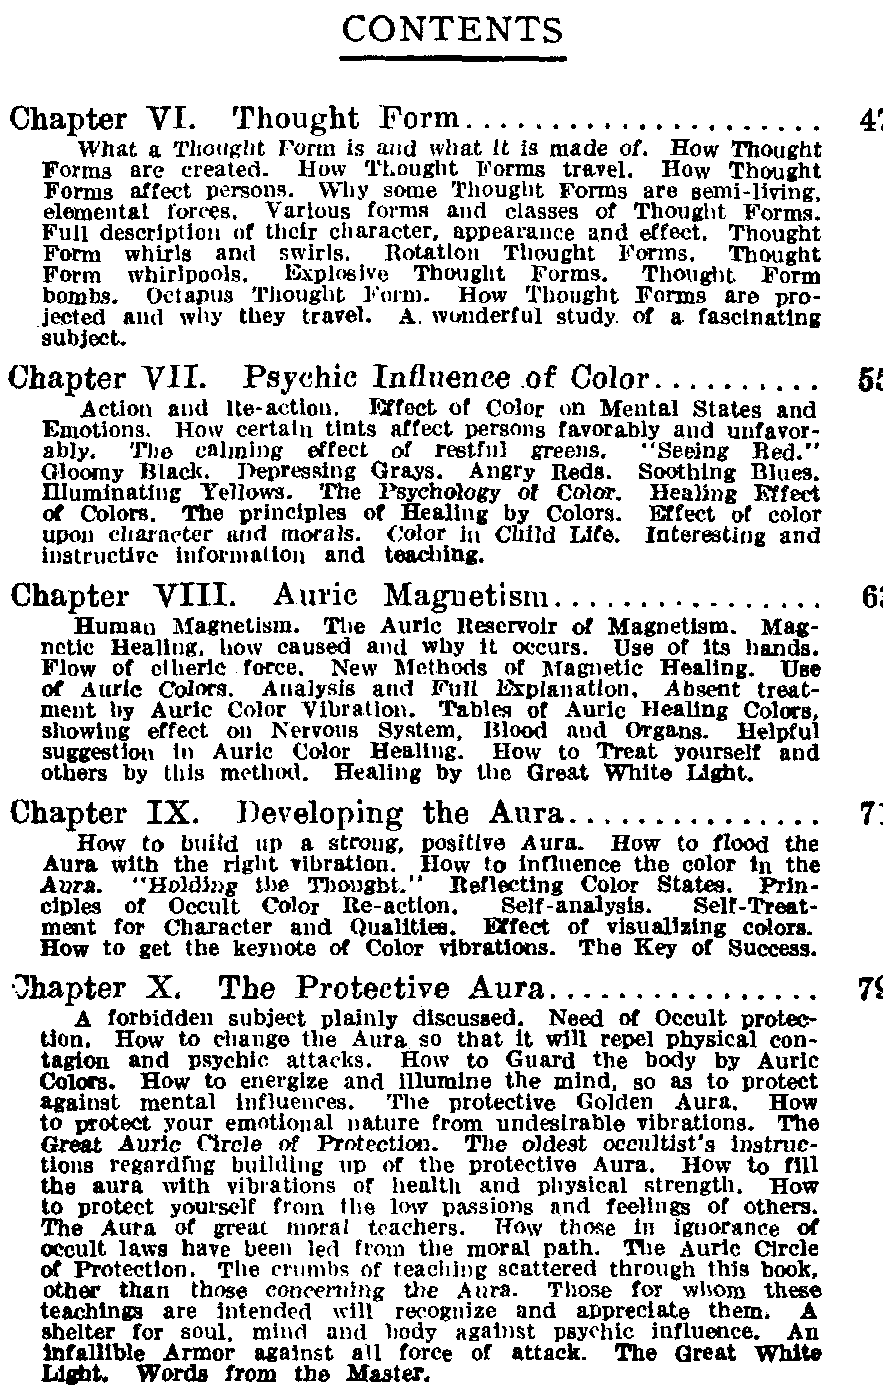 CONTENTS
Chapter VI. Thought Form.................... 47
What a Thought Form is and what it is made of. How Thought
Forms are created. How Thought Forms travel. How Thought
Forms affect persons. Why some Thought Forms are semi-living,
elemental forces. Various forms and classes of Thought Forms.
Full description of their character, appearance and effect. Thought
Form whirls and swirls. Rotation Thought Forms. Thought
Form whirlpools. Explosive Thought Forms. Thought Form
bombs. Octapus Thought Form. How Thought Forms are pro-
jected and why they travel. A wonderful study of a fascinating
subject.
Chapter VII. Psychic Influence of Color.......... 55
Action and Re-action. Effect of Color on Mental States and
Emotions. How certain tints affect persons favorably and unfavor-
ably. The calming effect of restful greens. "Seeing Red."
Gloomy Black. Depressing Grays. Angry Reds. Soothing Blues.
Illuminating Yellows. The Psychology of Color. Healing Effect
of Colors. The principles of Healing by Colors. Effect of color
upon character and morals. Color in Child Life. Interesting and
instructive information and teaching.
Chapter VIII. Auric Magnetism................ 63
Human Magnetism. The Auric Reservoir of Magnetism. Mag-
netic Healing, how caused and why it occurs. Use of its hands.
Flow of etheric force. New Methods of Magnetic Healing. Use
of Auric Colors. Analysis and Full Explanation. Absent treat-
ment by Auric Color Vibration. Tables of Auric Healing Colors,
showing effect on Nervous System, Blood and Organs. Helpful
suggestion in Auric Color Healing. How to Treat yourself and
others by this method. Healing by the Great White Light.
Chapter IX. Developing the Aura............... 71
How to build up a strong, positive Aura. How to flood the
Aura with the right vibration. How to influence the color in the
Aura. "Holding the Thought." Reflecting Color States. Prin-
ciples of Occult Color Re-action. Self-analysis. Self-Treat-
ment for Character and Qualities. Effect of visualizing colors.
How to get the keynote of Color vibrations. The Key of Success.
Chapter X. The Protective Aura................ 79
A forbidden subject plainly discussed. Need of Occult protec-
tion. How to change the Aura so that it will repel physical con-
tagion and psychic attacks. How to Guard the body by Auric
Colors. How to energize and illumine the mind, so as to protect
against mental influences. The protective Golden Aura. How
to protect your emotional nature from undesirable vibrations. The
Great Auric Circle of Protection. The oldest occultist's instruc-
tions regarding building up of the protective Aura. How to fill
the aura with vibrations of health and physical strength. How
to protect yourself from the low passions and feelings of others.
The Aura of great moral teachers. How those in ignorance of
occult laws have been led from the moral path. The Auric Circle
of Protection. The crumbs of teaching scattered through this book,
other than those concerning the Aura. Those for whom these
teachings are intended will recognize and appreciate them. A
shelter for soul, mind and body against psychic influence. An
infallible Armor against all force of attack. The Great White
Light. Words from the Master.